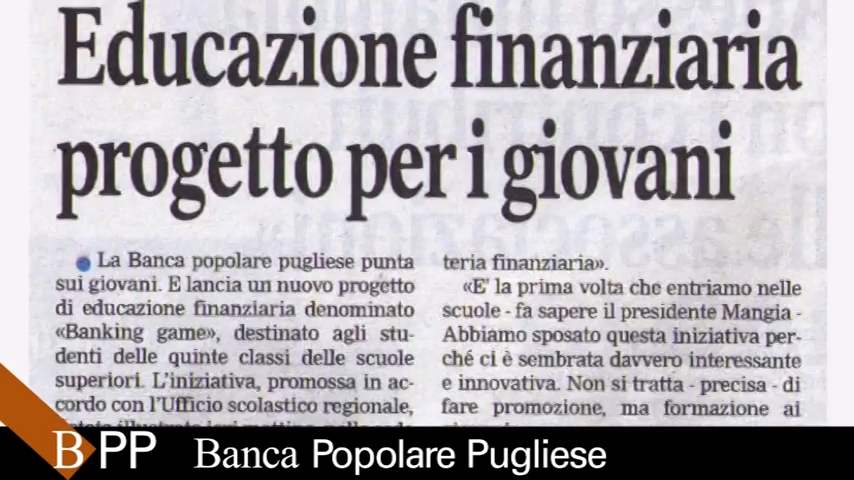 Educazione finanziaria
progetto per i giovani
● La Banca popolare pugliese punta
sui giovani. E lancia un nuovo progetto
di educazione finanziaria denominato
«Banking game», destinato agli stu-
denti delle quinte classi delle scuole
superiori. L'iniziativa, promossa in ac-
cordo con l'Ufficio scolastico regionale,
teria finanziaria».
«E' la prima volta che entriamo nelle
scuole - fa sapere il presidente Mangia -
Abbiamo sposato questa iniziativa per-
ché ci è sembrata davvero interessante
e innovativa. Non si tratta - precisa - di
fare promozione, ma formazione ai
BPP Banca Popolare Pugliese